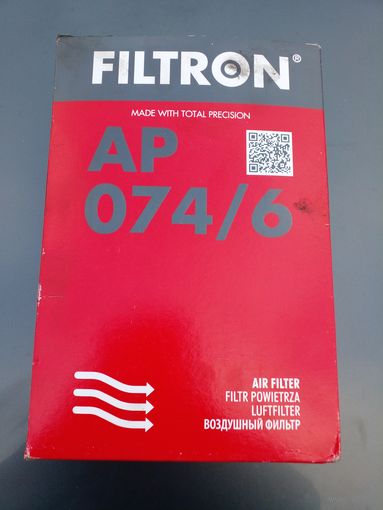 FILTRON®
MADE WITH TOTAL PRECISION
AP
074/6
AIR FILTER
FILTR POWIETRZA
LUFTFILTER
ВОЗДУШНЫЙ ФИЛЬТР